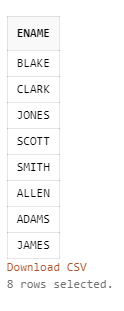 ENAME
BLAKE
CLARK
JONES
SCOTT
SMITH
ALLEN
ADAMS
JAMES
Download CSV
8 rows selected.